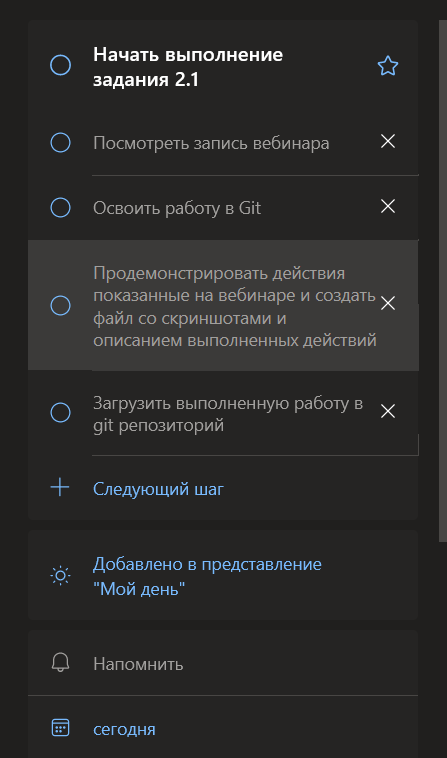 Начать выполнение
задания 2.1
Посмотреть запись вебинара
Освоить работу в Git
Продемонстрировать действия
показанные на вебинаре и создать
файл со скриншотами и
описанием выполненных действий
Загрузить выполненную работу в
git репозиторий
Следующий шаг
Добавлено в представление
"Мой день"
Напомнить
сегодня